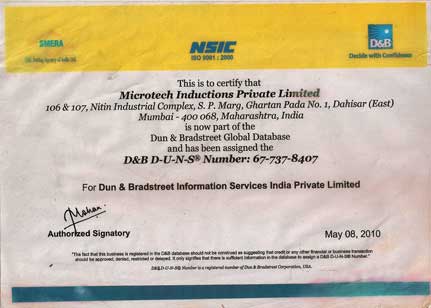 SMERA
NSIC
ISO 9001 : 2000
D&B
Decide with Confidence
This is to certify that
Microtech Inductions Private Limited
106 & 107, Nitin Industrial Complex, S. P. Marg, Ghartan Pada No. 1, Dahisar (East)
Mumbai - 400 068, Maharashtra, India
is now part of the
Dun & Bradstreet Global Database
and has been assigned the
D&B D-U-N-S® Number: 67-737-8407
For Dun & Bradstreet Information Services India Private Limited
Authorized Signatory
May 08, 2010
"The fact that this business is registered in the D&B database should not be construed as suggesting that credit or any other financial or business transaction
should be approved, denied, restricted or delayed. It only signifies that there is sufficient information in the database to assign a D&B D-U-N-S® Number."
D&B,D-U-N-S® Number is a registered number of Dun & Bradstreet Corporation, USA.